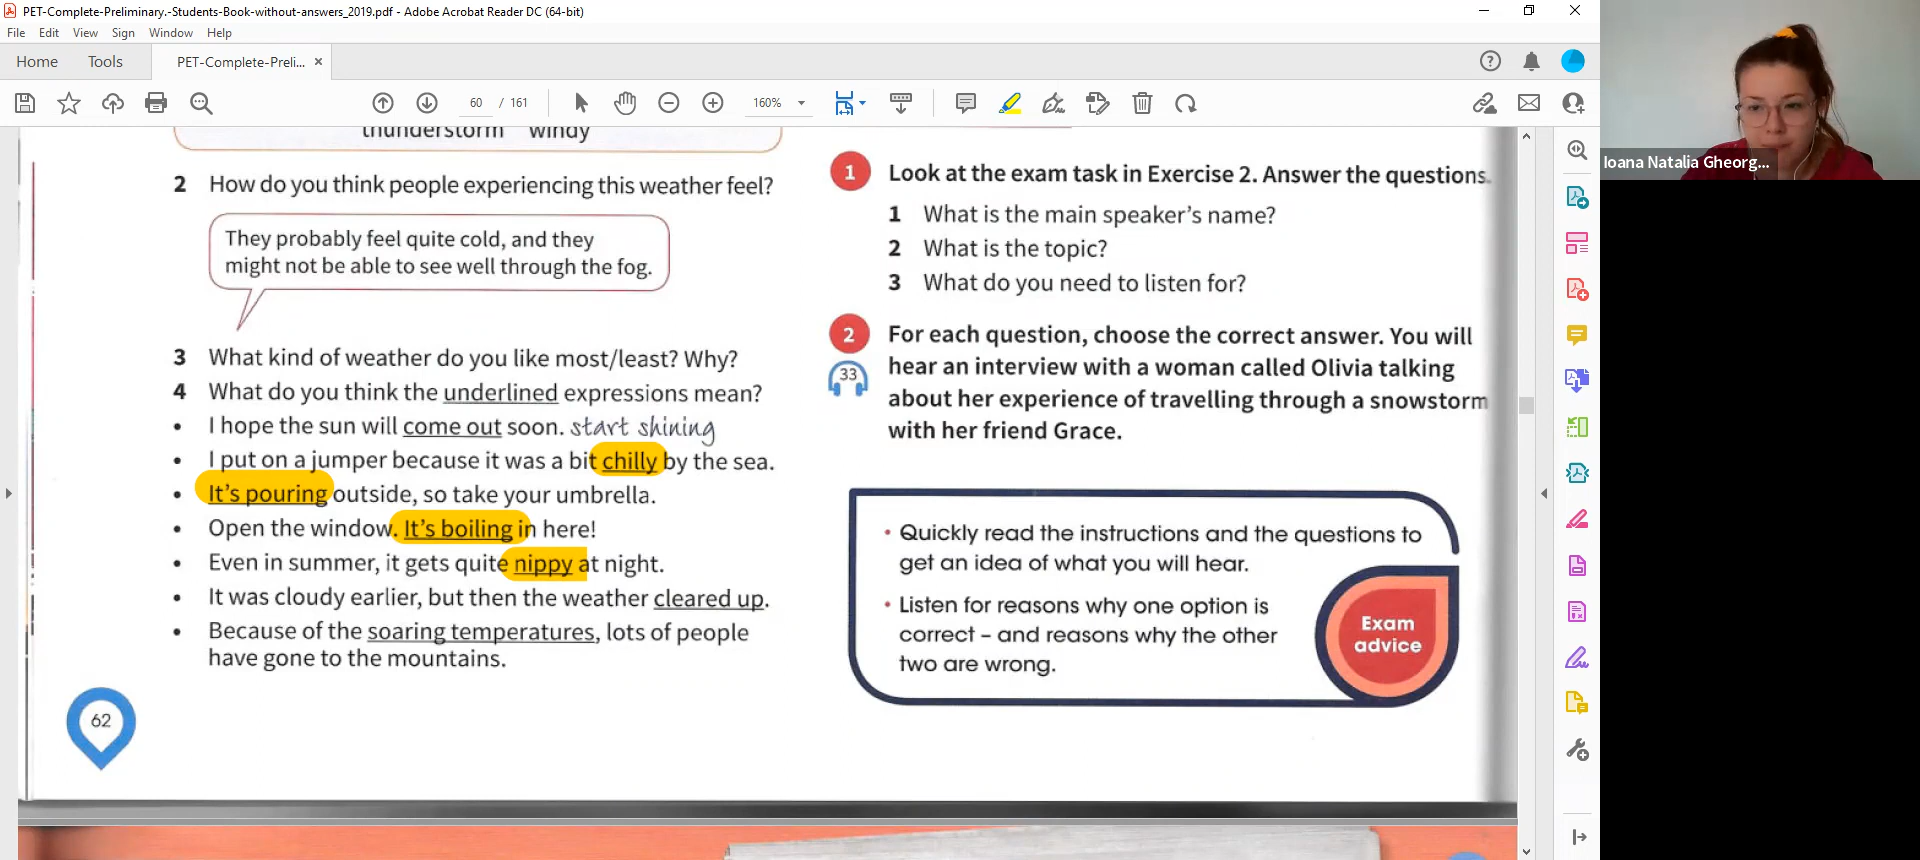 PET-Complete-Preliminary.-Students-Book-without-answers_2019.pdf - Adobe Acrobat Reader DC (64-bit)
File Edit View Sign Window Help
Home Tools PET-Complete-Preli... ×
60 / 161 160%
thunderstorm windy
2 How do you think people experiencing this weather feel?
They probably feel quite cold, and they
might not be able to see well through the fog.
3 What kind of weather do you like most/least? Why?
4 What do you think the underlined expressions mean?
• I hope the sun will come out soon. start shining
• I put on a jumper because it was a bit chilly by the sea.
• It's pouring outside, so take your umbrella.
• Open the window. It's boiling in here!
• Even in summer, it gets quite nippy at night.
• It was cloudy earlier, but then the weather cleared up.
• Because of the soaring temperatures, lots of people
have gone to the mountains.
62
1 Look at the exam task in Exercise 2. Answer the questions.
1 What is the main speaker's name?
2 What is the topic?
3 What do you need to listen for?
2 For each question, choose the correct answer. You will
33 hear an interview with a woman called Olivia talking
about her experience of travelling through a snowstorm
with her friend Grace.
• Quickly read the instructions and the questions to
get an idea of what you will hear.
• Listen for reasons why one option is
correct – and reasons why the other
two are wrong.
Exam
advice
Ioana Natalia Gheorg...